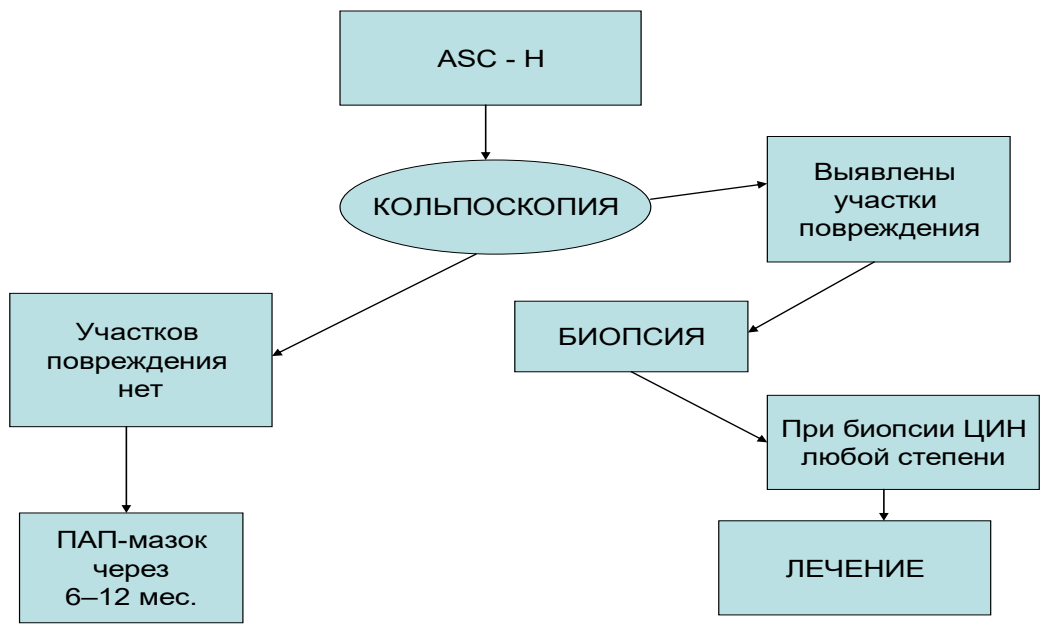 ASC - H
КОЛЬПОСКОПИЯ
Выявлены
участки
повреждения
Участков
повреждения
нет
БИОПСИЯ
При биопсии ЦИН
любой степени
ПАП-мазок
через
6–12 мес.
ЛЕЧЕНИЕ